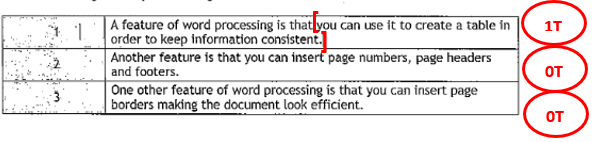 1 A feature of word processing is that you can use it to create a table in
order to keep information consistent.
1T
2 Another feature is that you can insert page numbers, page headers
and footers.
0T
3 One other feature of word processing is that you can insert page
borders making the document look efficient.
0T